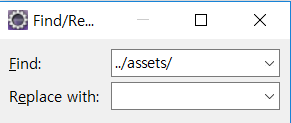 Find/Re...
Find: ../assets/
Replace with: